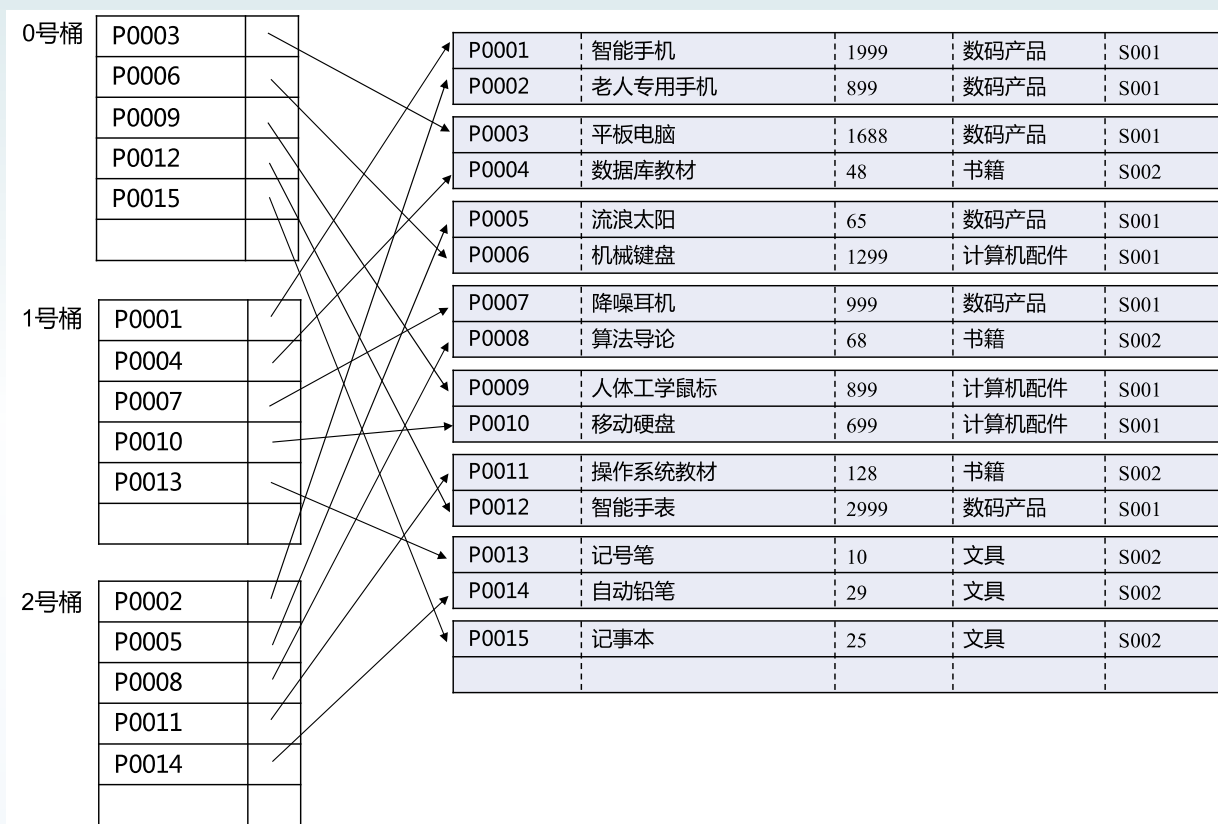 0号桶
P0003
P0006
P0009
P0012
P0015
1号桶
P0001
P0004
P0007
P0010
P0013
2号桶
P0002
P0005
P0008
P0011
P0014
P0001 智能手机 1999 数码产品 S001
P0002 老人专用手机 899 数码产品 S001
P0003 平板电脑 1688 数码产品 S001
P0004 数据库教材 48 书籍 S002
P0005 流浪太阳 65 数码产品 S001
P0006 机械键盘 1299 计算机配件 S001
P0007 降噪耳机 999 数码产品 S001
P0008 算法导论 68 书籍 S002
P0009 人体工学鼠标 899 计算机配件 S001
P0010 移动硬盘 699 计算机配件 S001
P0011 操作系统教材 128 书籍 S002
P0012 智能手表 2999 数码产品 S001
P0013 记号笔 10 文具 S002
P0014 自动铅笔 29 文具 S002
P0015 记事本 25 文具 S002